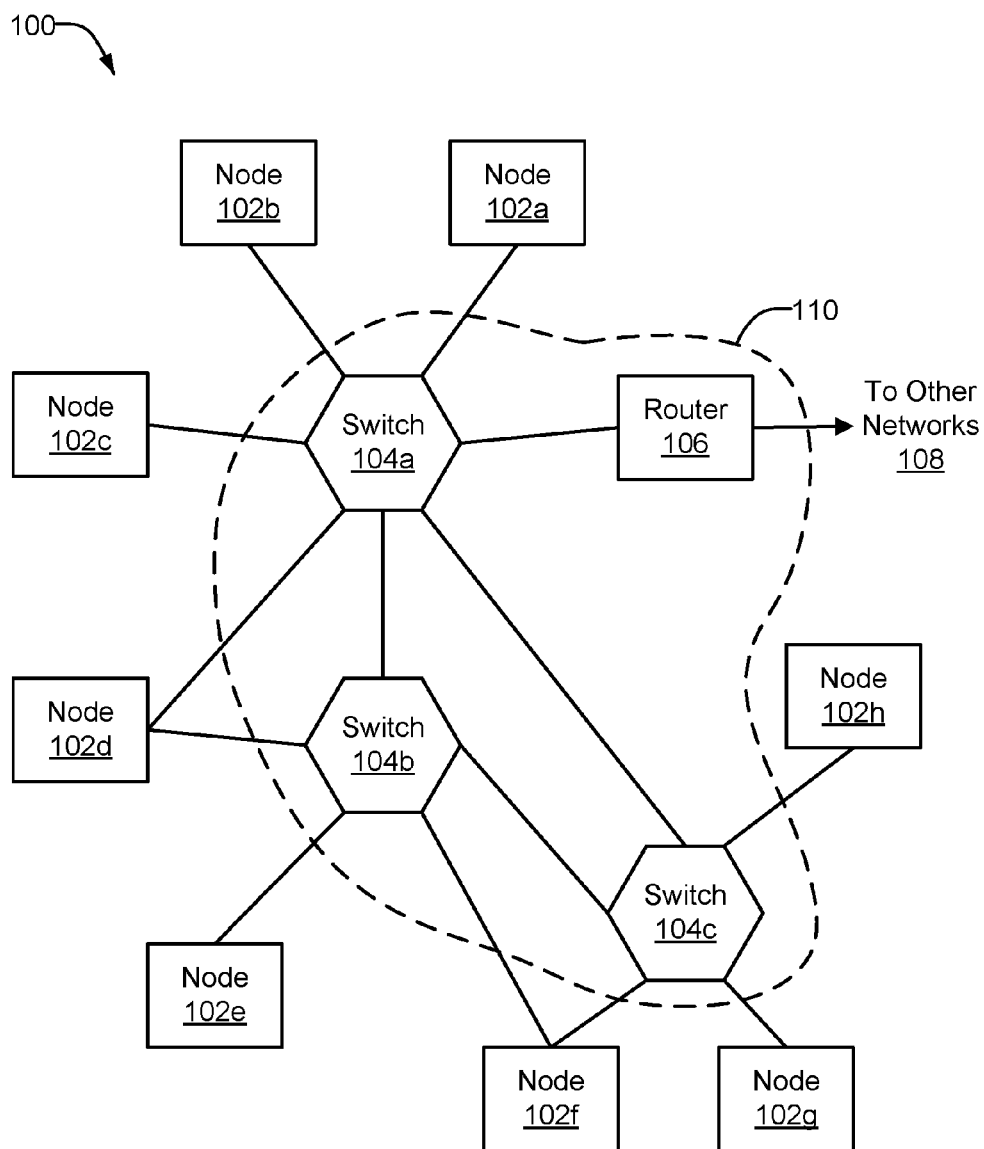 100
Node
102b
Node
102a
110
Node
102c
Switch
104a
Router
106
To Other
Networks
108
Node
102d
Switch
104b
Node
102h
Switch
104c
Node
102e
Node
102f
Node
102g